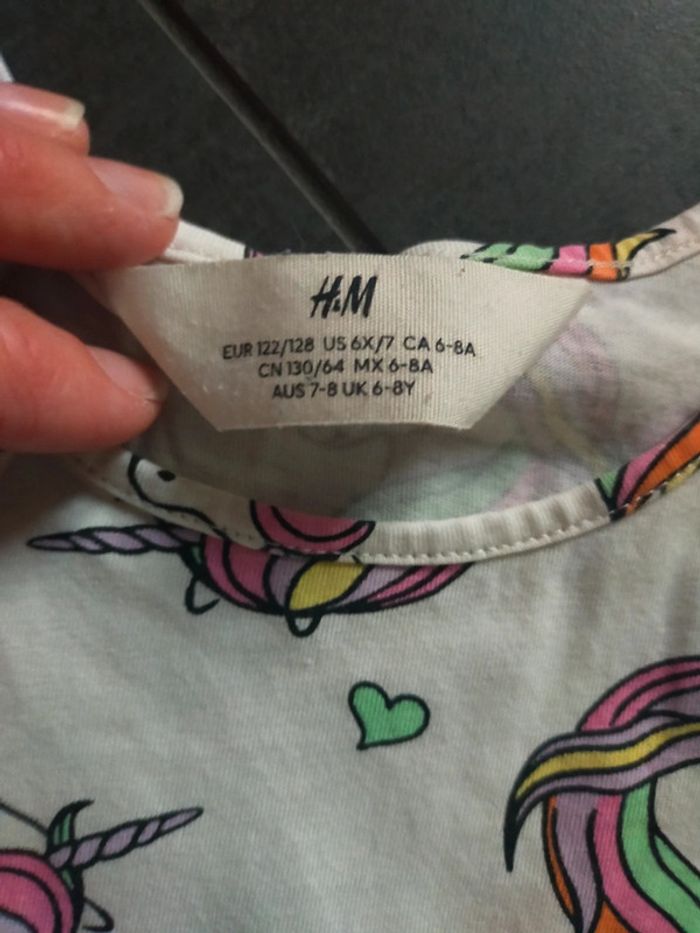 H&M
EUR 122/128 US 6X/7 CA 6-8A
CN 130/64 MX 6-8A
AUS 7-8 UK 6-8Y